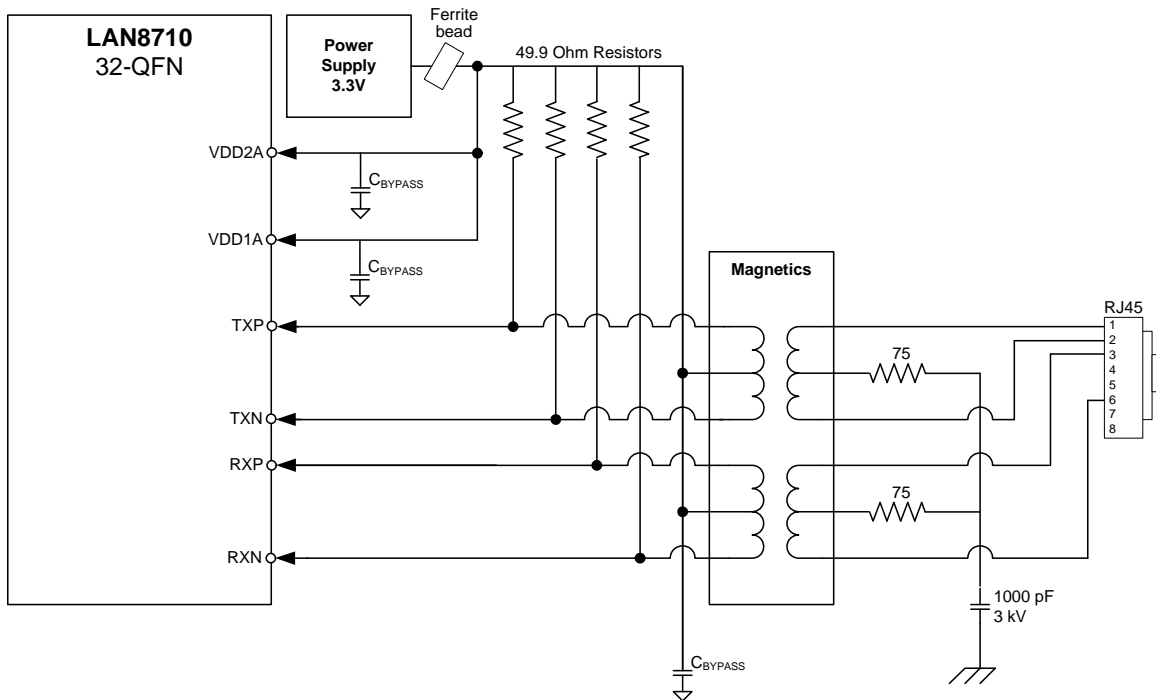 LAN8710
32-QFN
Power
Supply
3.3V
Ferrite
bead
49.9 Ohm Resistors
VDD2A
CBYPASS
VDD1A
CBYPASS
Magnetics
TXP
RJ45
1
2
3
4
5
6
7
8
75
TXN
RXP
75
RXN
1000 pF
3 kV
CBYPASS